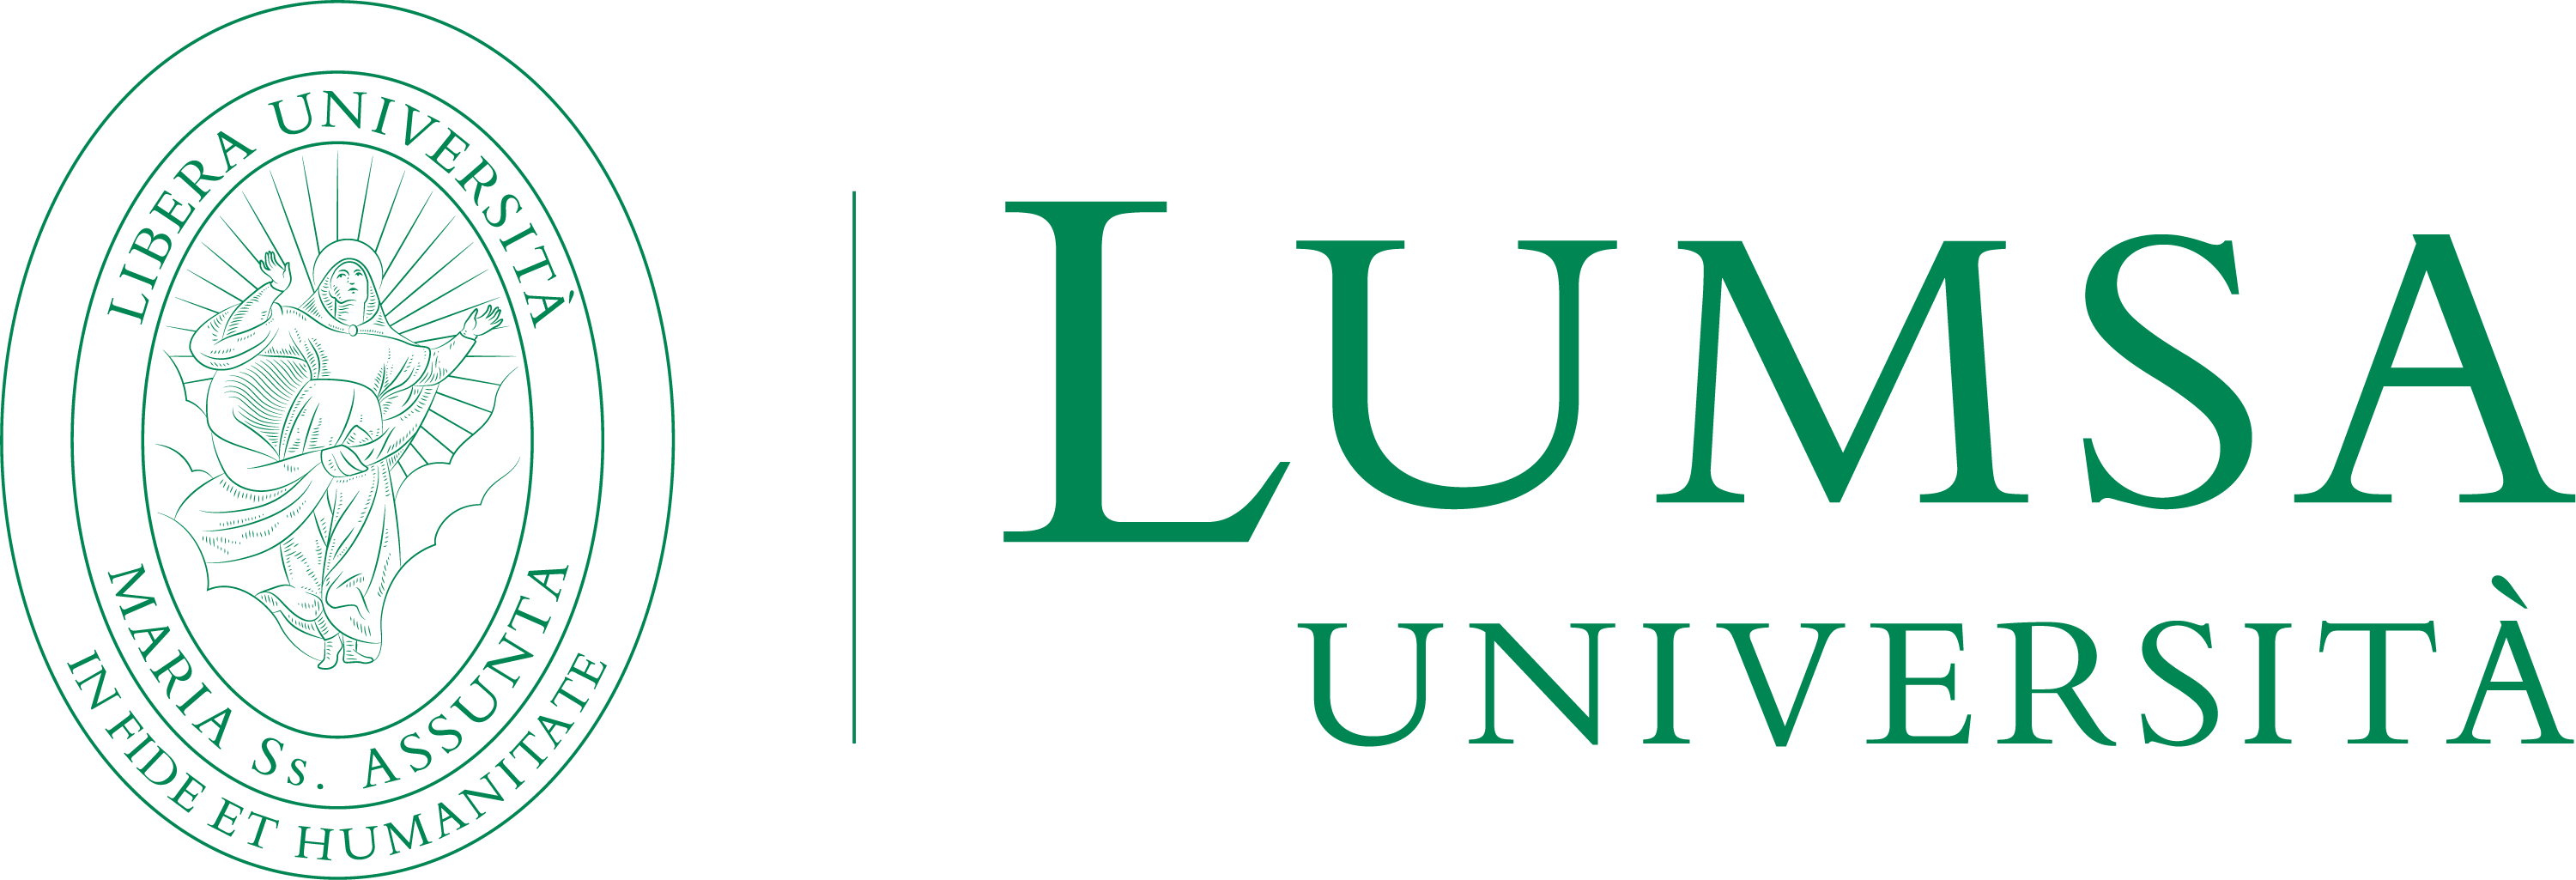 LIBERA UNIVERSITÀ
MARIA SS. ASSUNTA
IN FIDE ET HUMANITATE
LUMSA
UNIVERSITÀ